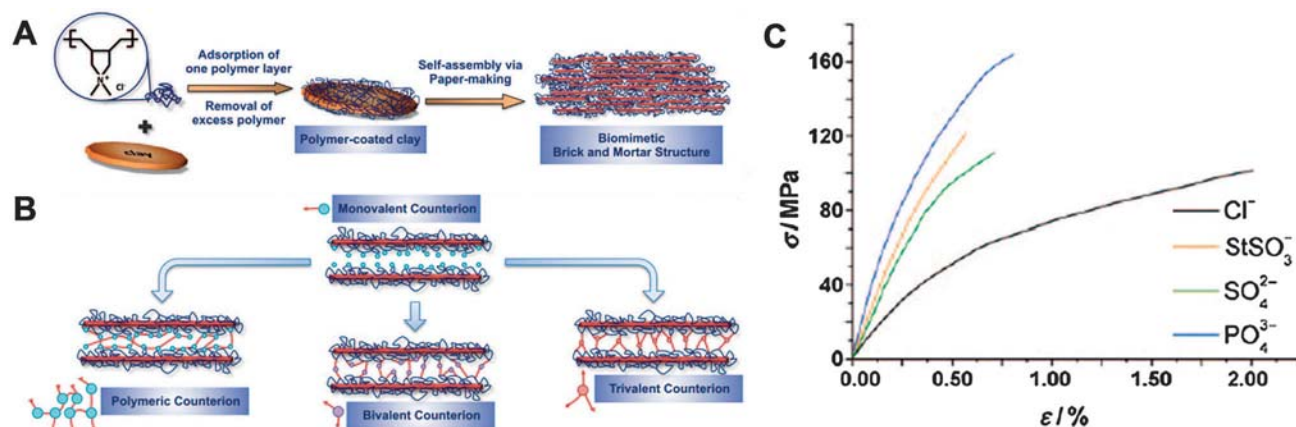 A
[
]
N+
Cl-
+
clay
Adsorption of
one polymer layer
Removal of
excess polymer
Polymer-coated clay
Self-assembly via
Paper-making
Biomimetic
Brick and Mortar Structure
B
Monovalent Counterion
Polymeric Counterion
Bivalent Counterion
Trivalent Counterion
C
σ/MPa
160
120
80
40
0
0.00
0.50
1.00
1.50
2.00
ε/%
Cl⁻
StSO₃⁻
SO₄²⁻
PO₄³⁻